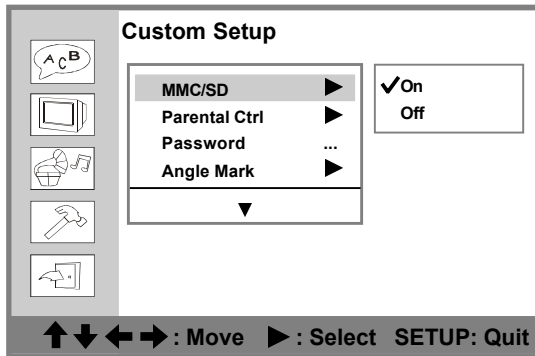 Custom Setup
A C B
MMC/SD ▶
Parental Ctrl ▶
Password ...
Angle Mark ▶
▼
✓On
Off
↑ ↓ ← → : Move ▶ : Select SETUP: Quit